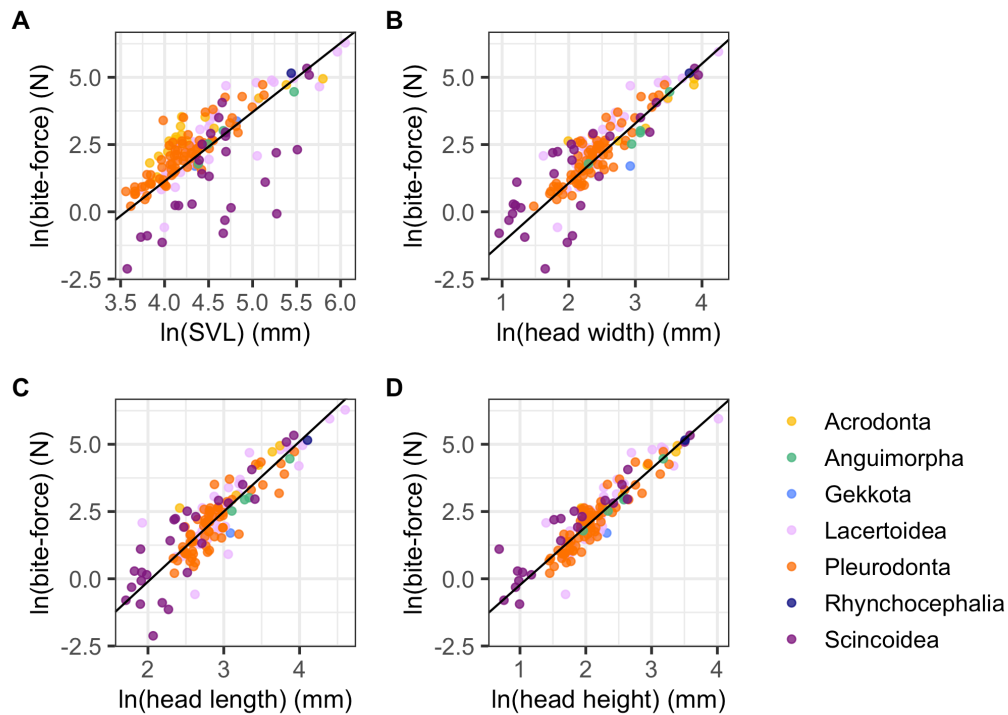 A
B
ln(bite-force) (N)
5.0
2.5
0.0
-2.5
3.5 4.0 4.5 5.0 5.5 6.0
ln(SVL) (mm)
ln(bite-force) (N)
5.0
2.5
0.0
-2.5
1 2 3 4
ln(head width) (mm)
C
D
ln(bite-force) (N)
5.0
2.5
0.0
-2.5
2 3 4
ln(head length) (mm)
ln(bite-force) (N)
5.0
2.5
0.0
-2.5
1 2 3 4
ln(head height) (mm)
Acrodonta
Anguimorpha
Gekkota
Lacertoidea
Pleurodonta
Rhynchocephalia
Scincoidea